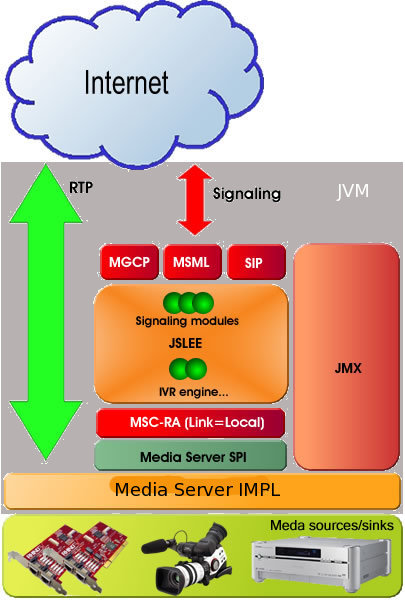 Internet
RTP
Signaling
JVM
MGCP
MSML
SIP
Signaling modules
JSLEE
IVR engine...
JMX
MSC-RA (Link=Local)
Media Server SPI
Media Server IMPL
Meda sources/sinks